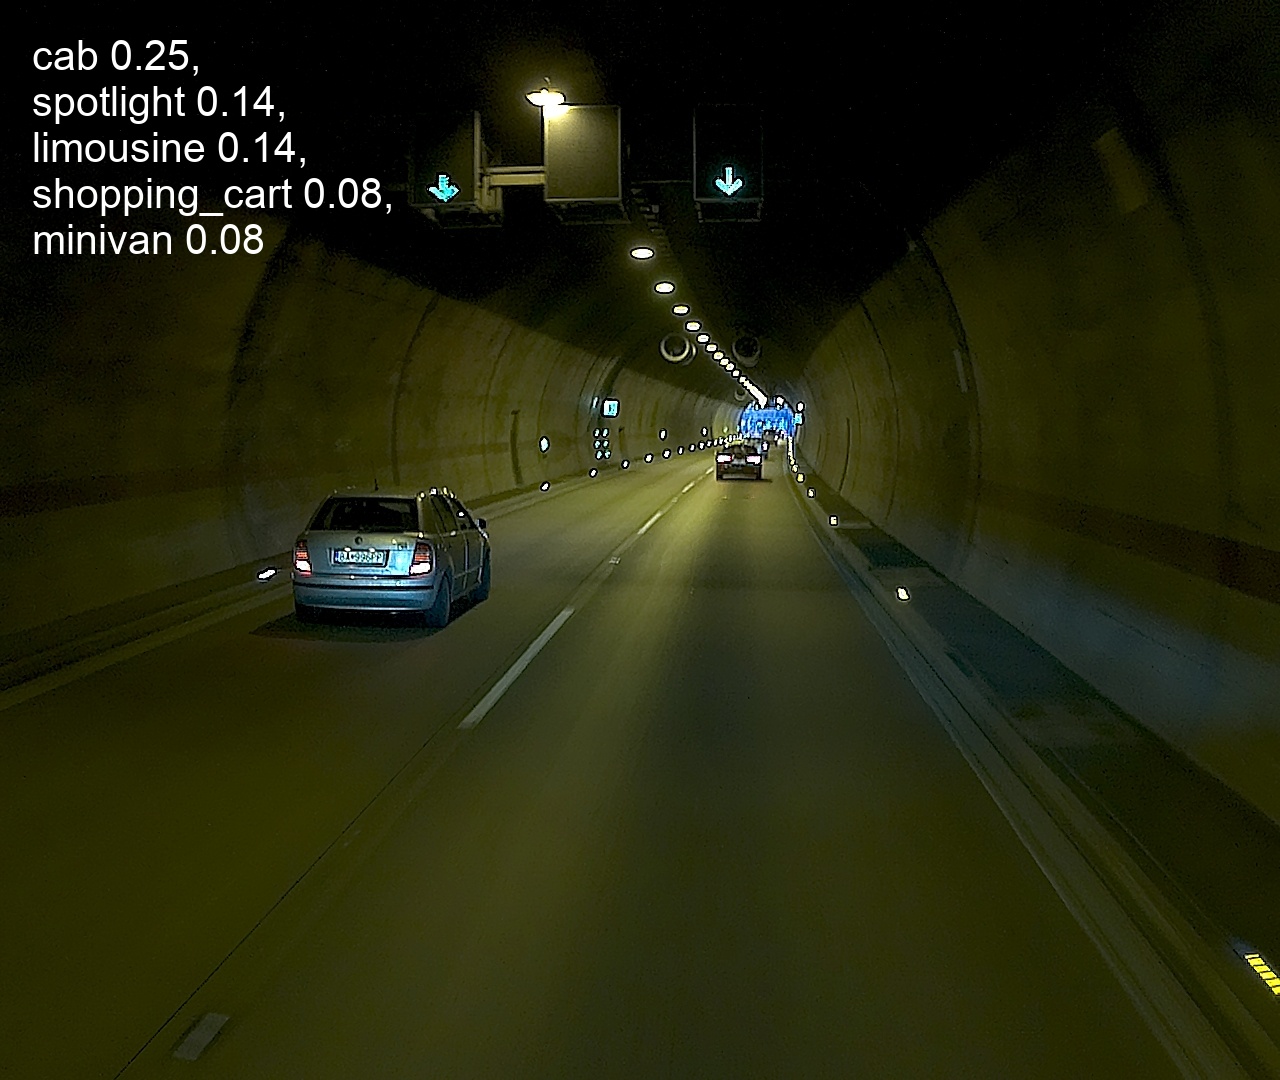 cab 0.25,
spotlight 0.14,
limousine 0.14,
shopping_cart 0.08,
minivan 0.08